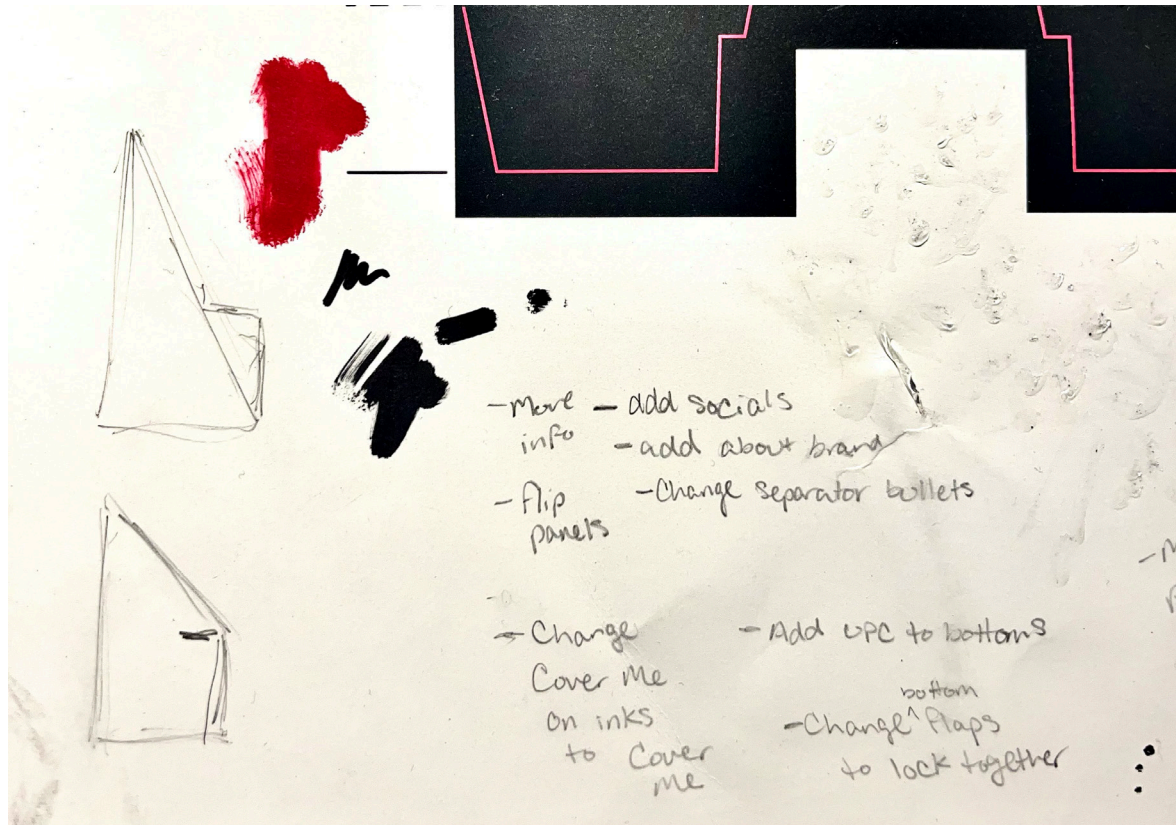 - More
info
- add socials
- add about brand
- Flip
panels
- Change separator bullets
- Change
Cover Me
on inks
to Cover
Me
- Add UPC to bottoms
bottom
- Change ^ flaps
to lock together